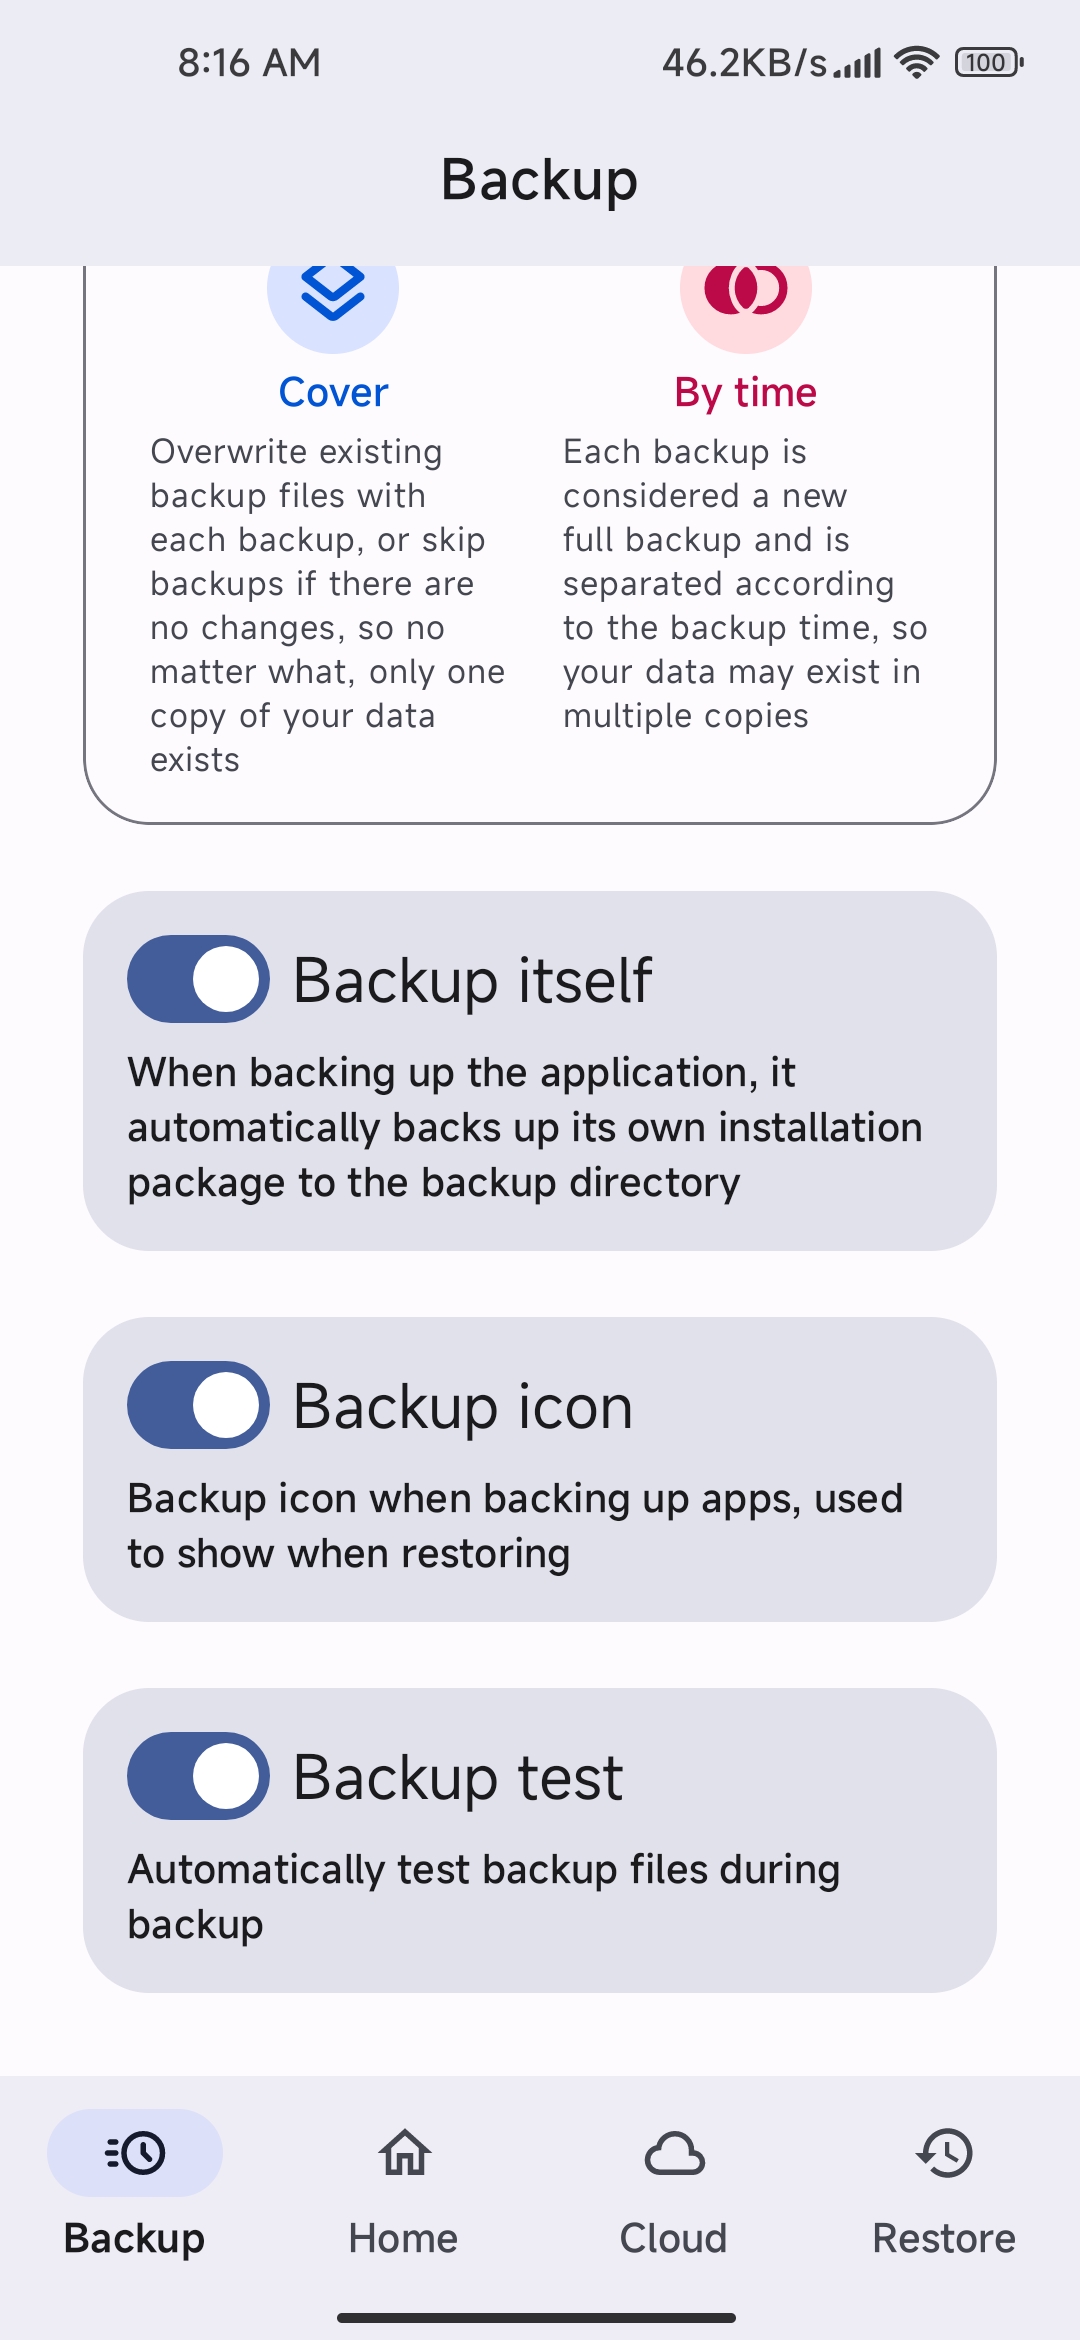 8:16 AM
46.2KB/s
100
Backup
Cover
Overwrite existing
backup files with
each backup, or skip
backups if there are
no changes, so no
matter what, only one
copy of your data
exists
By time
Each backup is
considered a new
full backup and is
separated according
to the backup time, so
your data may exist in
multiple copies
Backup itself
When backing up the application, it
automatically backs up its own installation
package to the backup directory
Backup icon
Backup icon when backing up apps, used
to show when restoring
Backup test
Automatically test backup files during
backup
Backup
Home
Cloud
Restore